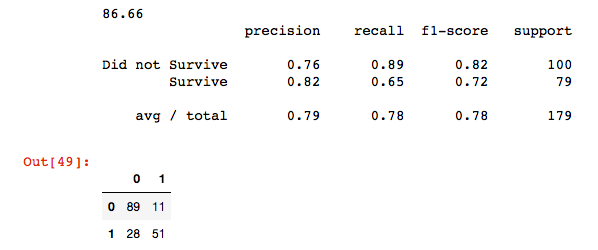 86.66
precision recall f1-score support
Did not Survive 0.76 0.89 0.82 100
Survive 0.82 0.65 0.72 79
avg / total 0.79 0.78 0.78 179
Out[49]:
0 1
0 89 11
1 28 51